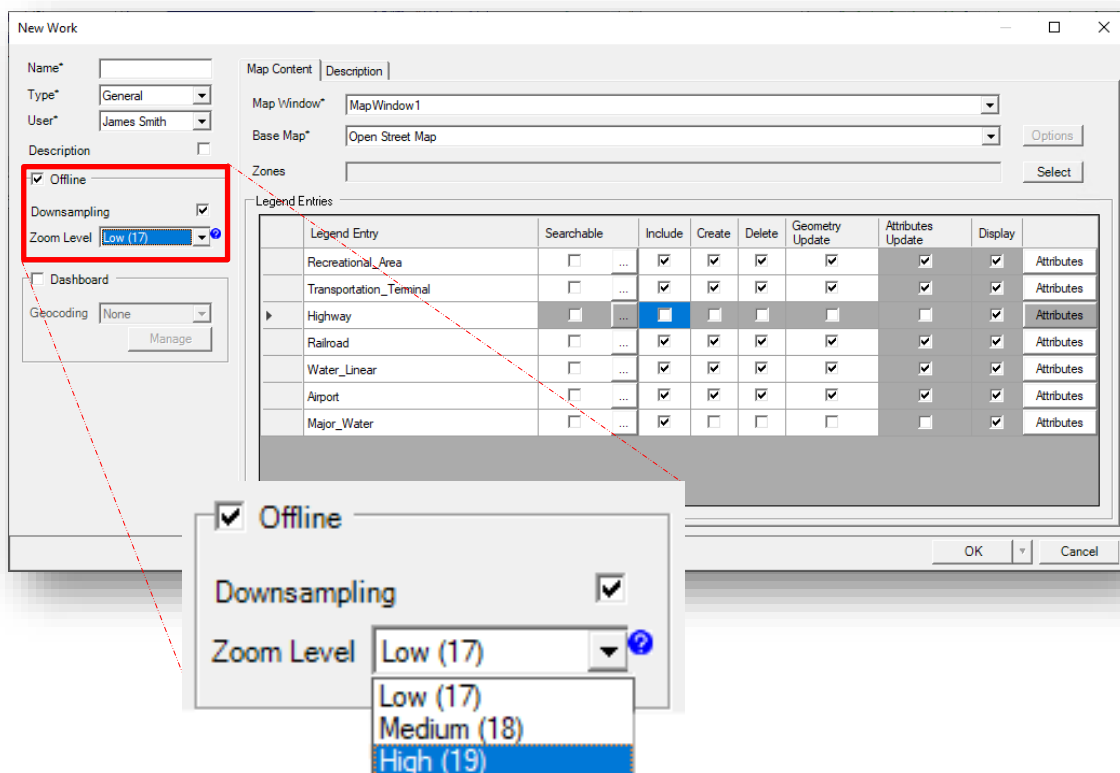 New Work
Name*
Type* General
User* James Smith
Description
Offline
Downsampling
Zoom Level Low (17) ?
Dashboard
Geocoding None
Manage
Map Content Description
Map Window* MapWindow1
Base Map* Open Street Map Options
Zones Select
Legend Entries
Legend Entry Searchable Include Create Delete Geometry Update Attributes Update Display
Recreational_Area ... Attributes
Transportation_Terminal ... Attributes
Highway ... Attributes
Railroad ... Attributes
Water_Linear ... Attributes
Airport ... Attributes
Major_Water ... Attributes
OK Cancel
Offline
Downsampling
Zoom Level Low (17) ?
Low (17)
Medium (18)
High (19)